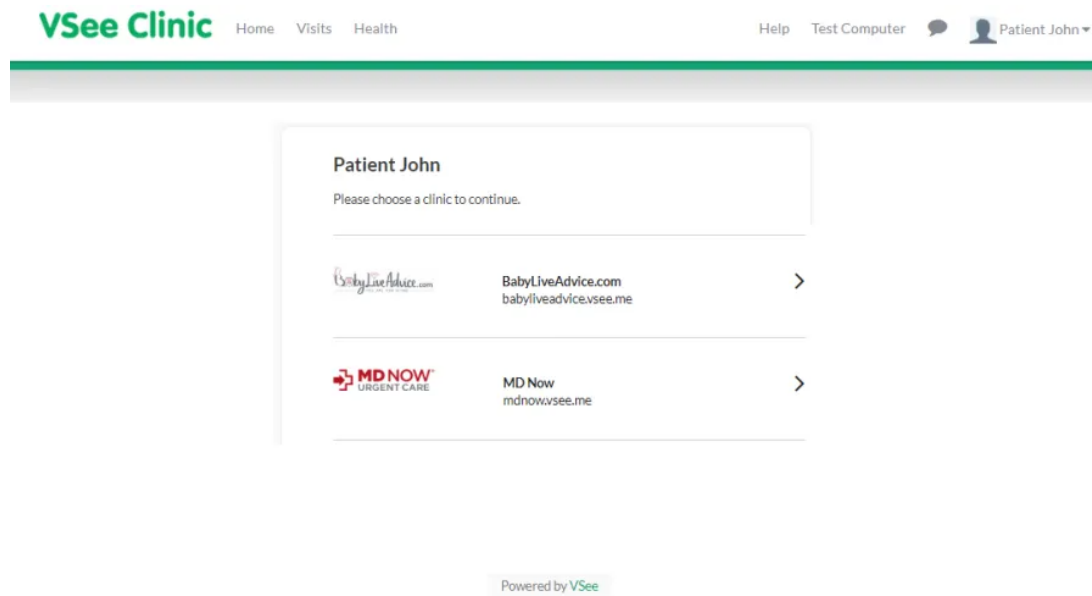 VSee Clinic Home Visits Health Help Test Computer Patient John
Patient John
Please choose a clinic to continue.
BabyLiveAdvice.com
BabyLiveAdvice.com
babyliveadvice.vsee.me
MD NOW
URGENT CARE
MD Now
mdnow.vsee.me
Powered by VSee